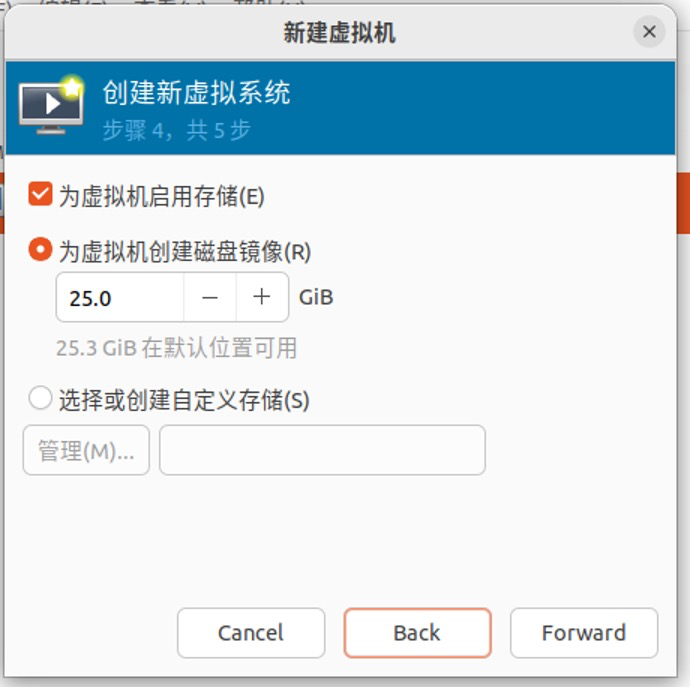 新建虚拟机
创建新虚拟系统
步骤 4，共 5 步
为虚拟机启用存储(E)
为虚拟机创建磁盘镜像(R)
25.0 — + GiB
25.3 GiB 在默认位置可用
选择或创建自定义存储(S)
管理(M)...
Cancel Back Forward